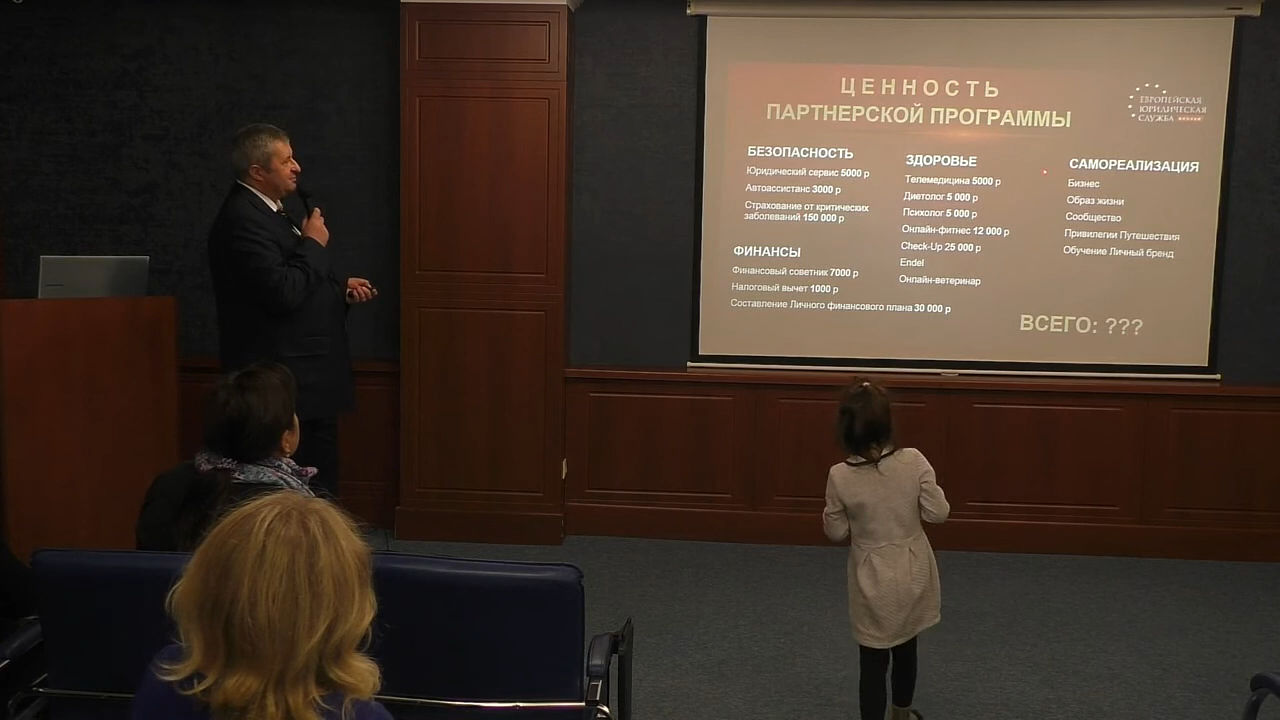 ЦЕННОСТЬ
ПАРТНЕРСКОЙ ПРОГРАММЫ
ЕВРОПЕЙСКАЯ
ЮРИДИЧЕСКАЯ
СЛУЖБА
БЕЗОПАСНОСТЬ
Юридический сервис 5000 р
Автоассистанс 3000 р
Страхование от критических
заболеваний 150 000 р
ФИНАНСЫ
Финансовый советник 7000 р
Налоговый вычет 1000 р
Составление Личного финансового плана 30 000 р
ЗДОРОВЬЕ
Телемедицина 5000 р
Диетолог 5 000 р
Психолог 5 000 р
Онлайн-фитнес 12 000 р
Check-Up 25 000 р
Endel
Онлайн-ветеринар
САМОРЕАЛИЗАЦИЯ
Бизнес
Образ жизни
Сообщество
Привилегии Путешествия
Обучение Личный бренд
ВСЕГО: ???